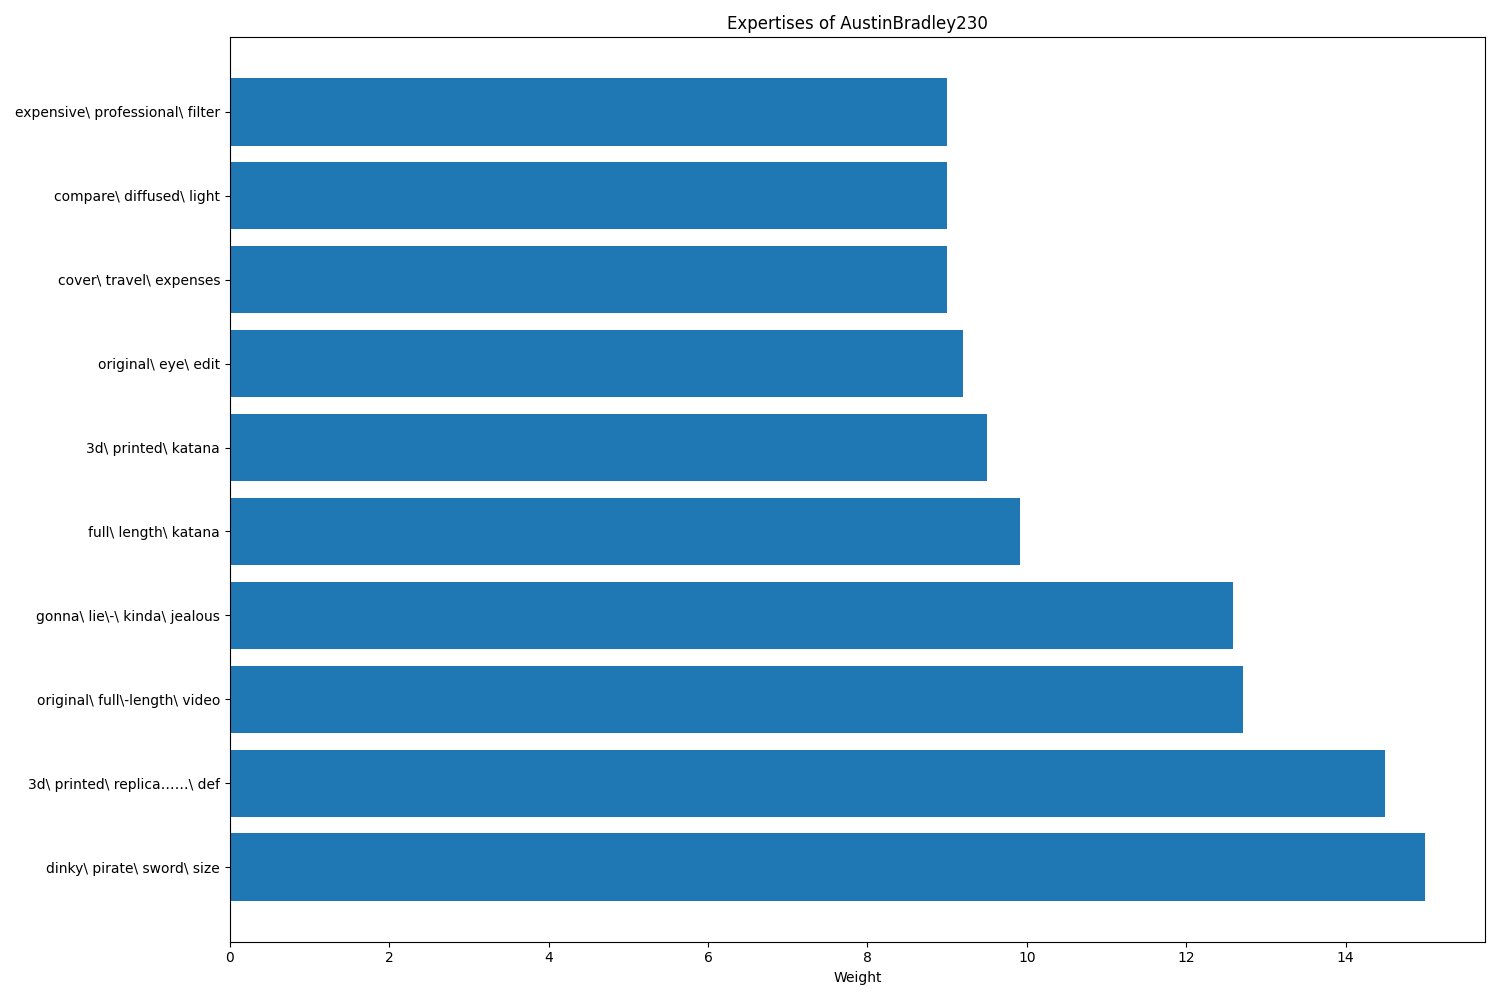 Expertises of AustinBradley230
expensive\ professional\ filter
compare\ diffused\ light
cover\ travel\ expenses
original\ eye\ edit
3d\ printed\ katana
full\ length\ katana
gonna\ lie\-\ kinda\ jealous
original\ full\-length\ video
3d\ printed\ replica……\ def
dinky\ pirate\ sword\ size
0 2 4 6 8 10 12 14
Weight